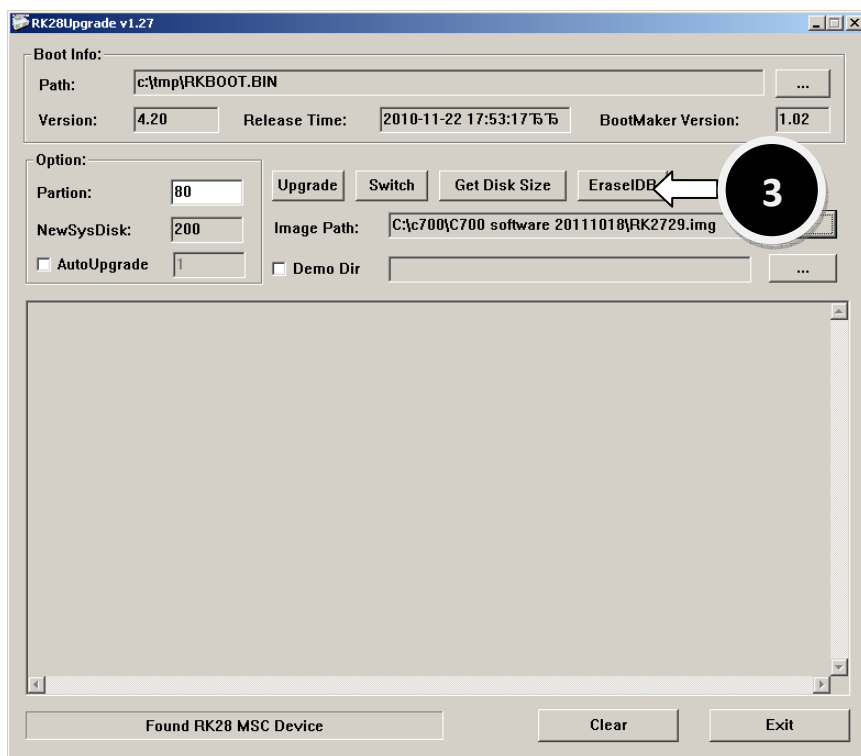 RK28Upgrade v1.27
Boot Info:
Path: c:\tmp\RKBOOT.BIN ...
Version: 4.20 Release Time: 2010-11-22 17:53:17ЂЂ BootMaker Version: 1.02
Option:
Partion: 80 Upgrade Switch Get Disk Size EraseIDB 3
NewSysDisk: 200 Image Path: C:\c700\C700 software 20111018\RK2729.img
AutoUpgrade 1 Demo Dir ...
Found RK28 MSC Device Clear Exit